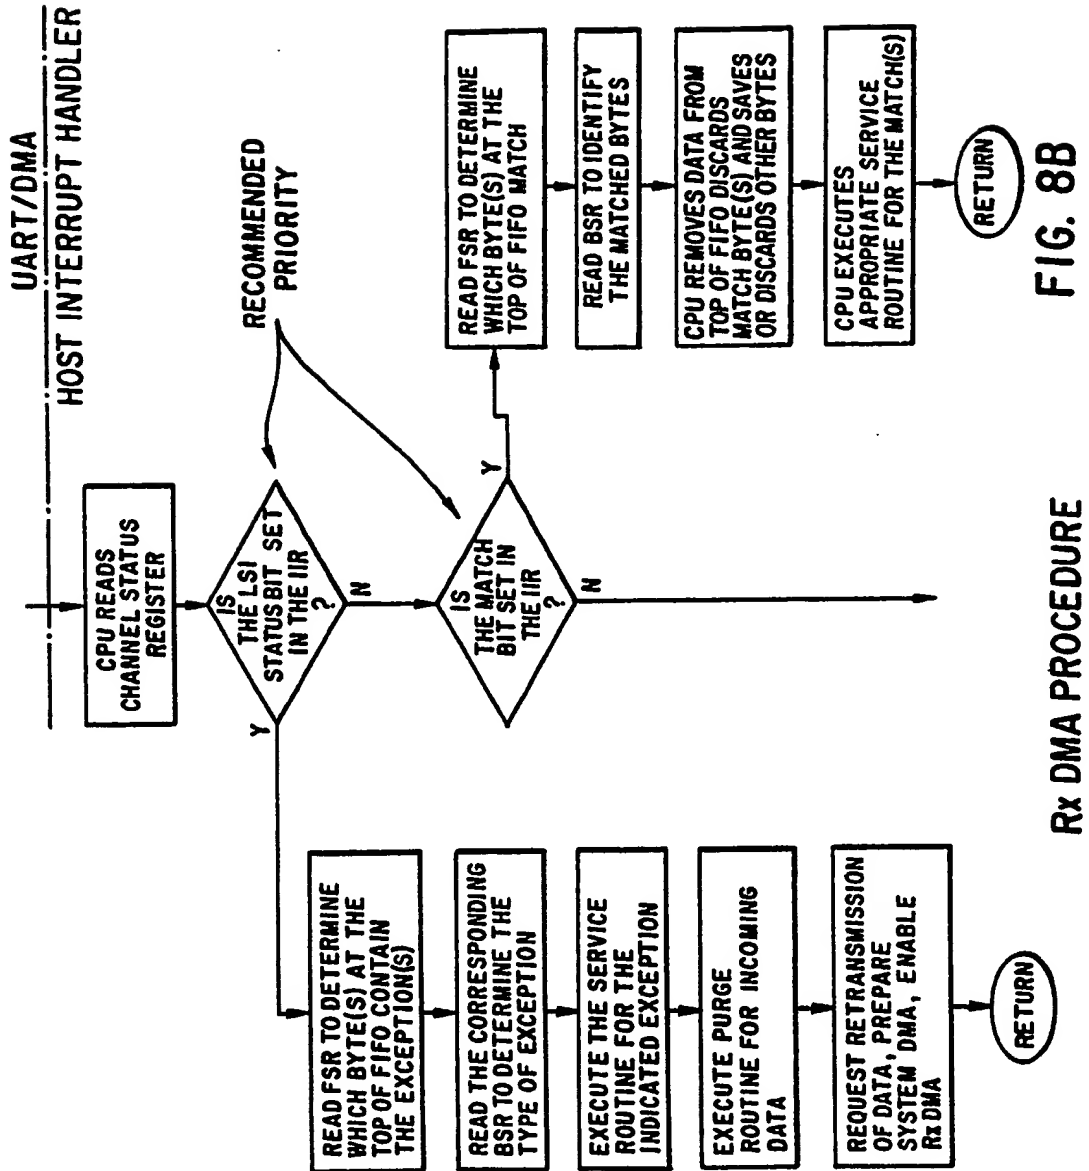 UART/DMA
HOST INTERRUPT HANDLER
CPU READS
CHANNEL STATUS
REGISTER
RECOMMENDED
PRIORITY
IS
THE LSI
STATUS BIT SET
IN THE IIR
?
Y
N
IS
THE MATCH
BIT SET IN
THE IIR
?
Y
N
READ FSR TO DETERMINE
WHICH BYTE(S) AT THE
TOP OF FIFO CONTAIN
THE EXCEPTION(S)
READ THE CORRESPONDING
BSR TO DETERMINE THE
TYPE OF EXCEPTION
EXECUTE THE SERVICE
ROUTINE FOR THE
INDICATED EXCEPTION
EXECUTE PURGE
ROUTINE FOR INCOMING
DATA
REQUEST RETRANSMISSION
OF DATA, PREPARE
SYSTEM DMA, ENABLE
Rx DMA
RETURN
READ FSR TO DETERMINE
WHICH BYTE(S) AT THE
TOP OF FIFO MATCH
READ BSR TO IDENTIFY
THE MATCHED BYTES
CPU REMOVES DATA FROM
TOP OF FIFO DISCARDS
MATCH BYTE(S) AND SAVES
OR DISCARDS OTHER BYTES
CPU EXECUTES
APPROPRIATE SERVICE
ROUTINE FOR THE MATCH(S)
RETURN
Rx DMA PROCEDURE
FIG. 8B